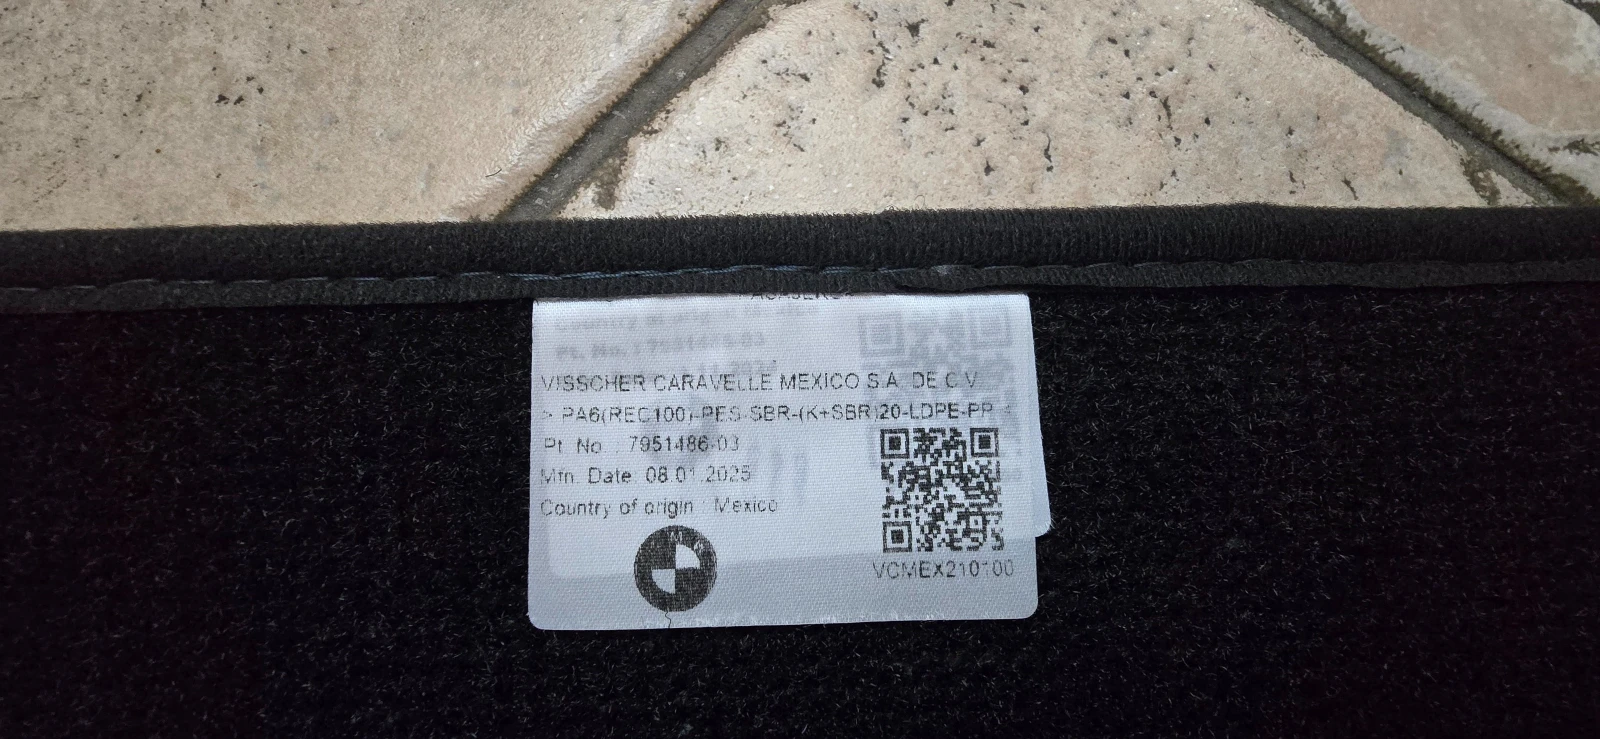 VISSCHER CARAVELLE MEXICO S.A. DE C.V
> PA6(REC100)-PES-SBR-(K+SBR)20-LDPE-PP <
Pt. No. : 7951486-03
Mfn. Date: 08.01.2025
Country of origin : Mexico
VCMEX210100